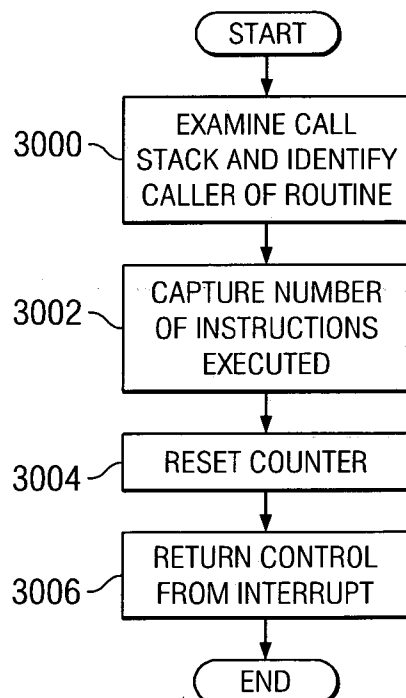 START
3000
EXAMINE CALL
STACK AND IDENTIFY
CALLER OF ROUTINE
3002
CAPTURE NUMBER
OF INSTRUCTIONS
EXECUTED
3004
RESET COUNTER
3006
RETURN CONTROL
FROM INTERRUPT
END